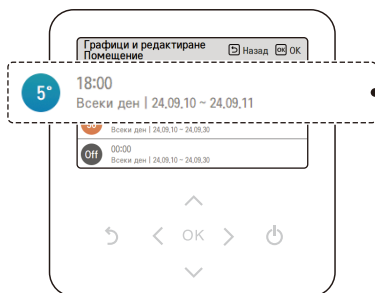 Графици и редактиране
Помещение
Назад OK OK
5°
18:00
Всеки ден | 24.09.10 ~ 24.09.11
Всеки ден | 24.09.10 ~ 24.09.30
Off
00:00
Всеки ден | 24.09.10 ~ 24.09.30
OK